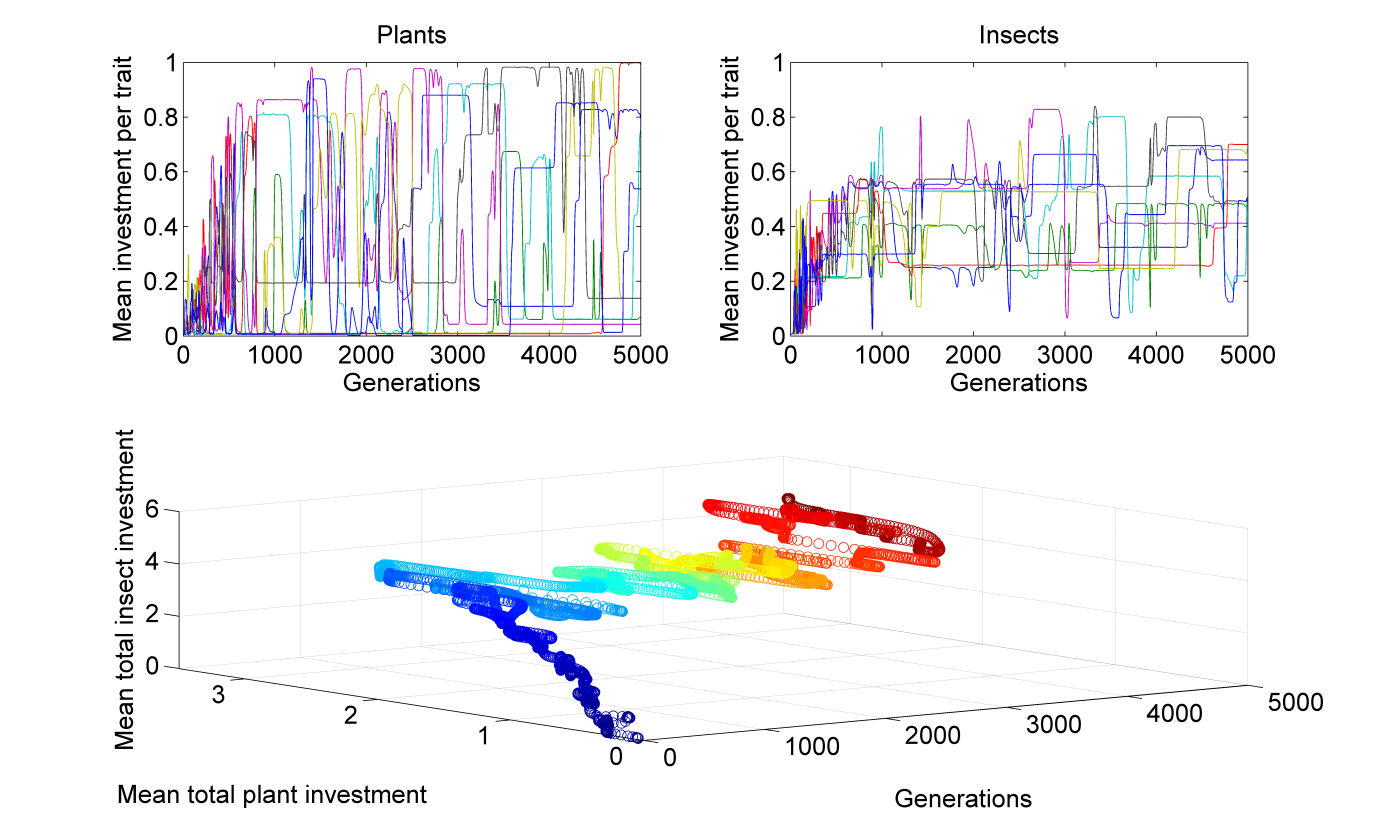 Plants
Mean investment per trait
1
0.8
0.6
0.4
0.2
0
0 1000 2000 3000 4000 5000
Generations
Insects
Mean investment per trait
1
0.8
0.6
0.4
0.2
0
0 1000 2000 3000 4000 5000
Generations
Mean total insect investment
6
4
2
0
3 2 1 0
Mean total plant investment
0 1000 2000 3000 4000 5000
Generations